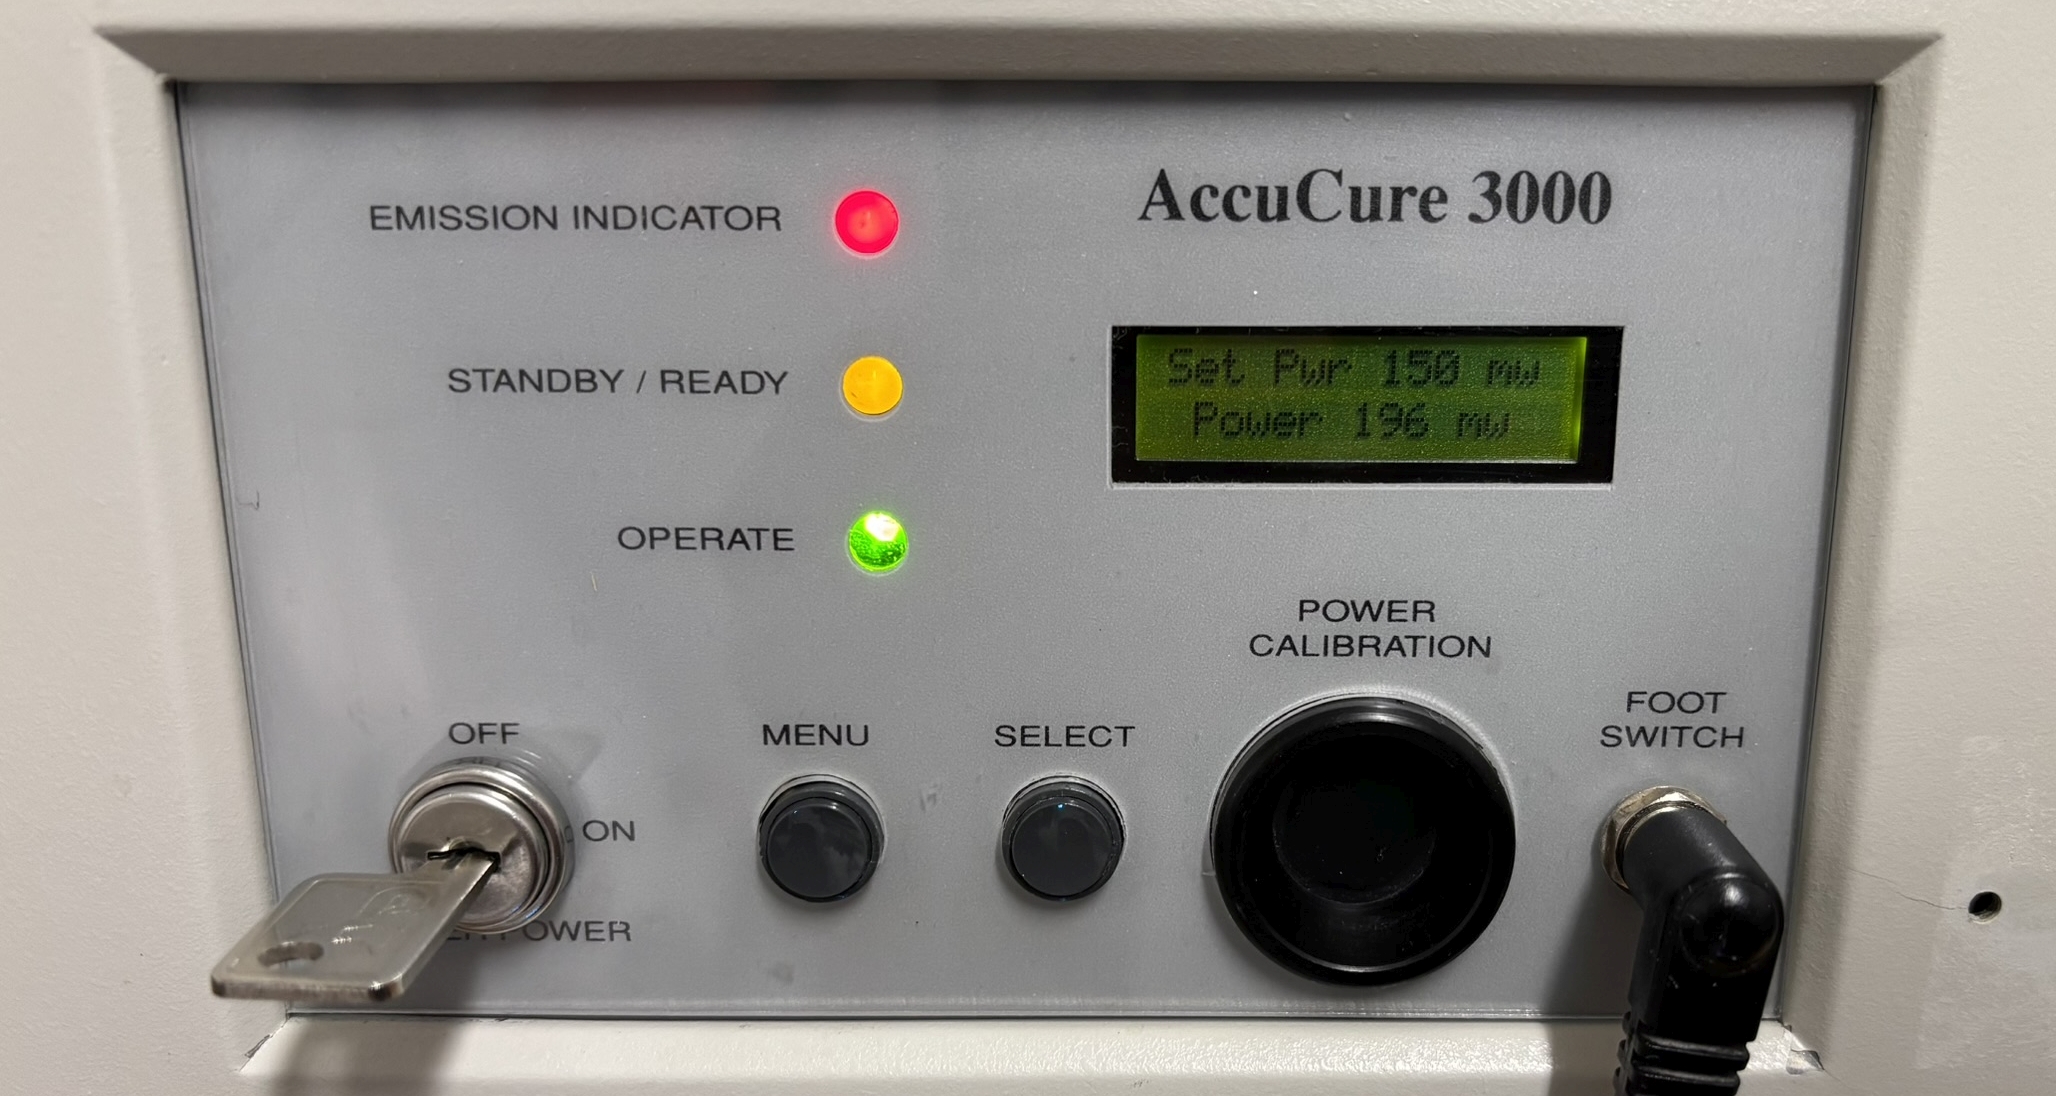 EMISSION INDICATOR
AccuCure 3000
STANDBY / READY
Set Pwr 150 mw
Power 196 mw
OPERATE
POWER
CALIBRATION
FOOT
SWITCH
OFF
MENU
SELECT
ON
POWER